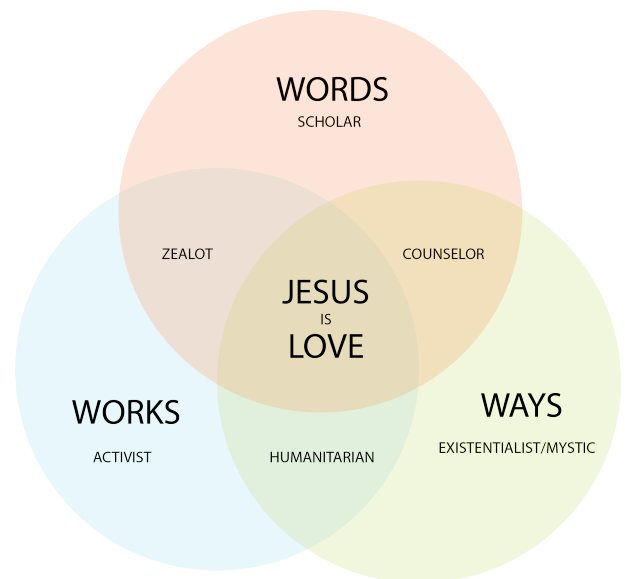 WORDS
SCHOLAR
ZEALOT
COUNSELOR
JESUS
IS
LOVE
WORKS
ACTIVIST
HUMANITARIAN
WAYS
EXISTENTIALIST/MYSTIC